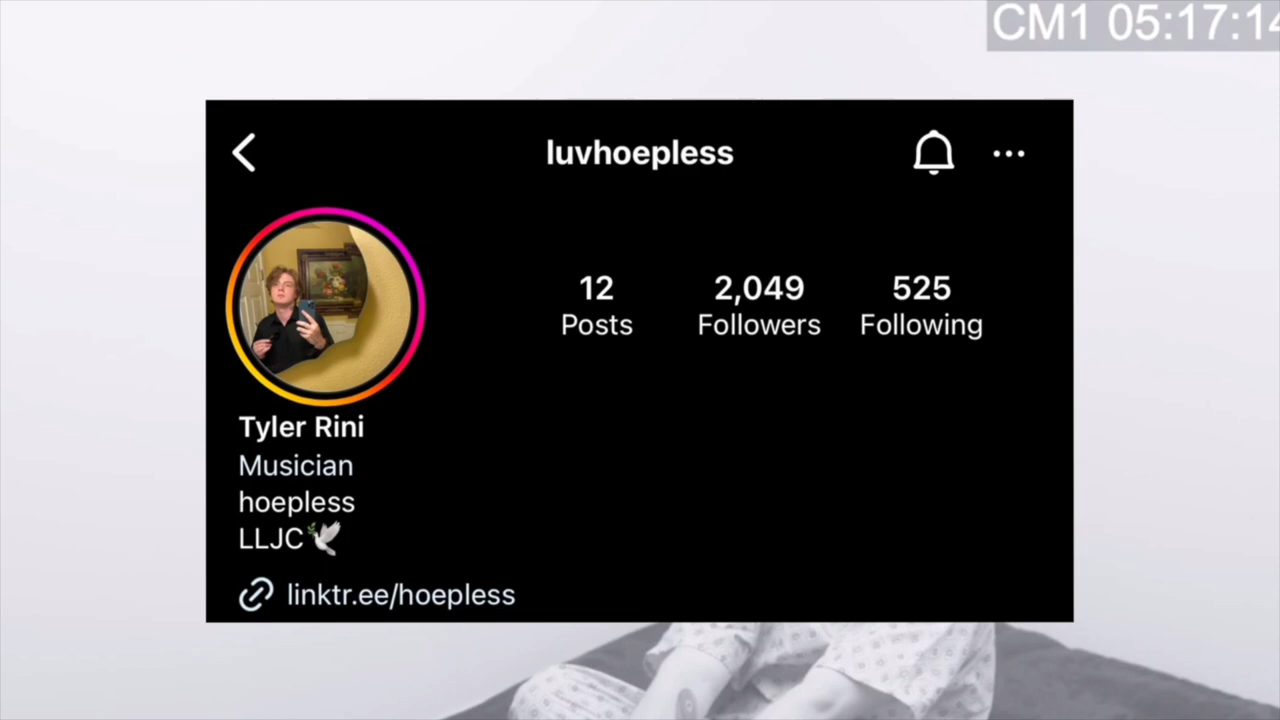 CM1 05:17:14
luvhoepless
12 2,049 525
Posts Followers Following
Tyler Rini
Musician
hoepless
LLJC🕊️
linktr.ee/hoepless